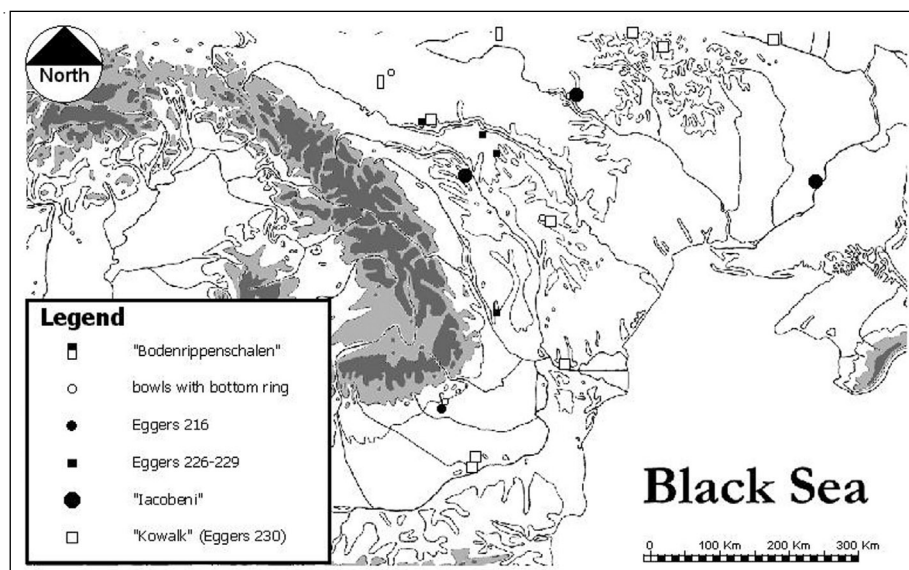 North
Legend
"Bodenrippenschalen"
bowls with bottom ring
Eggers 216
Eggers 226-229
"Iacobeni"
"Kowalk" (Eggers 230)
Black Sea
0 100 Km 200 Km 300 Km